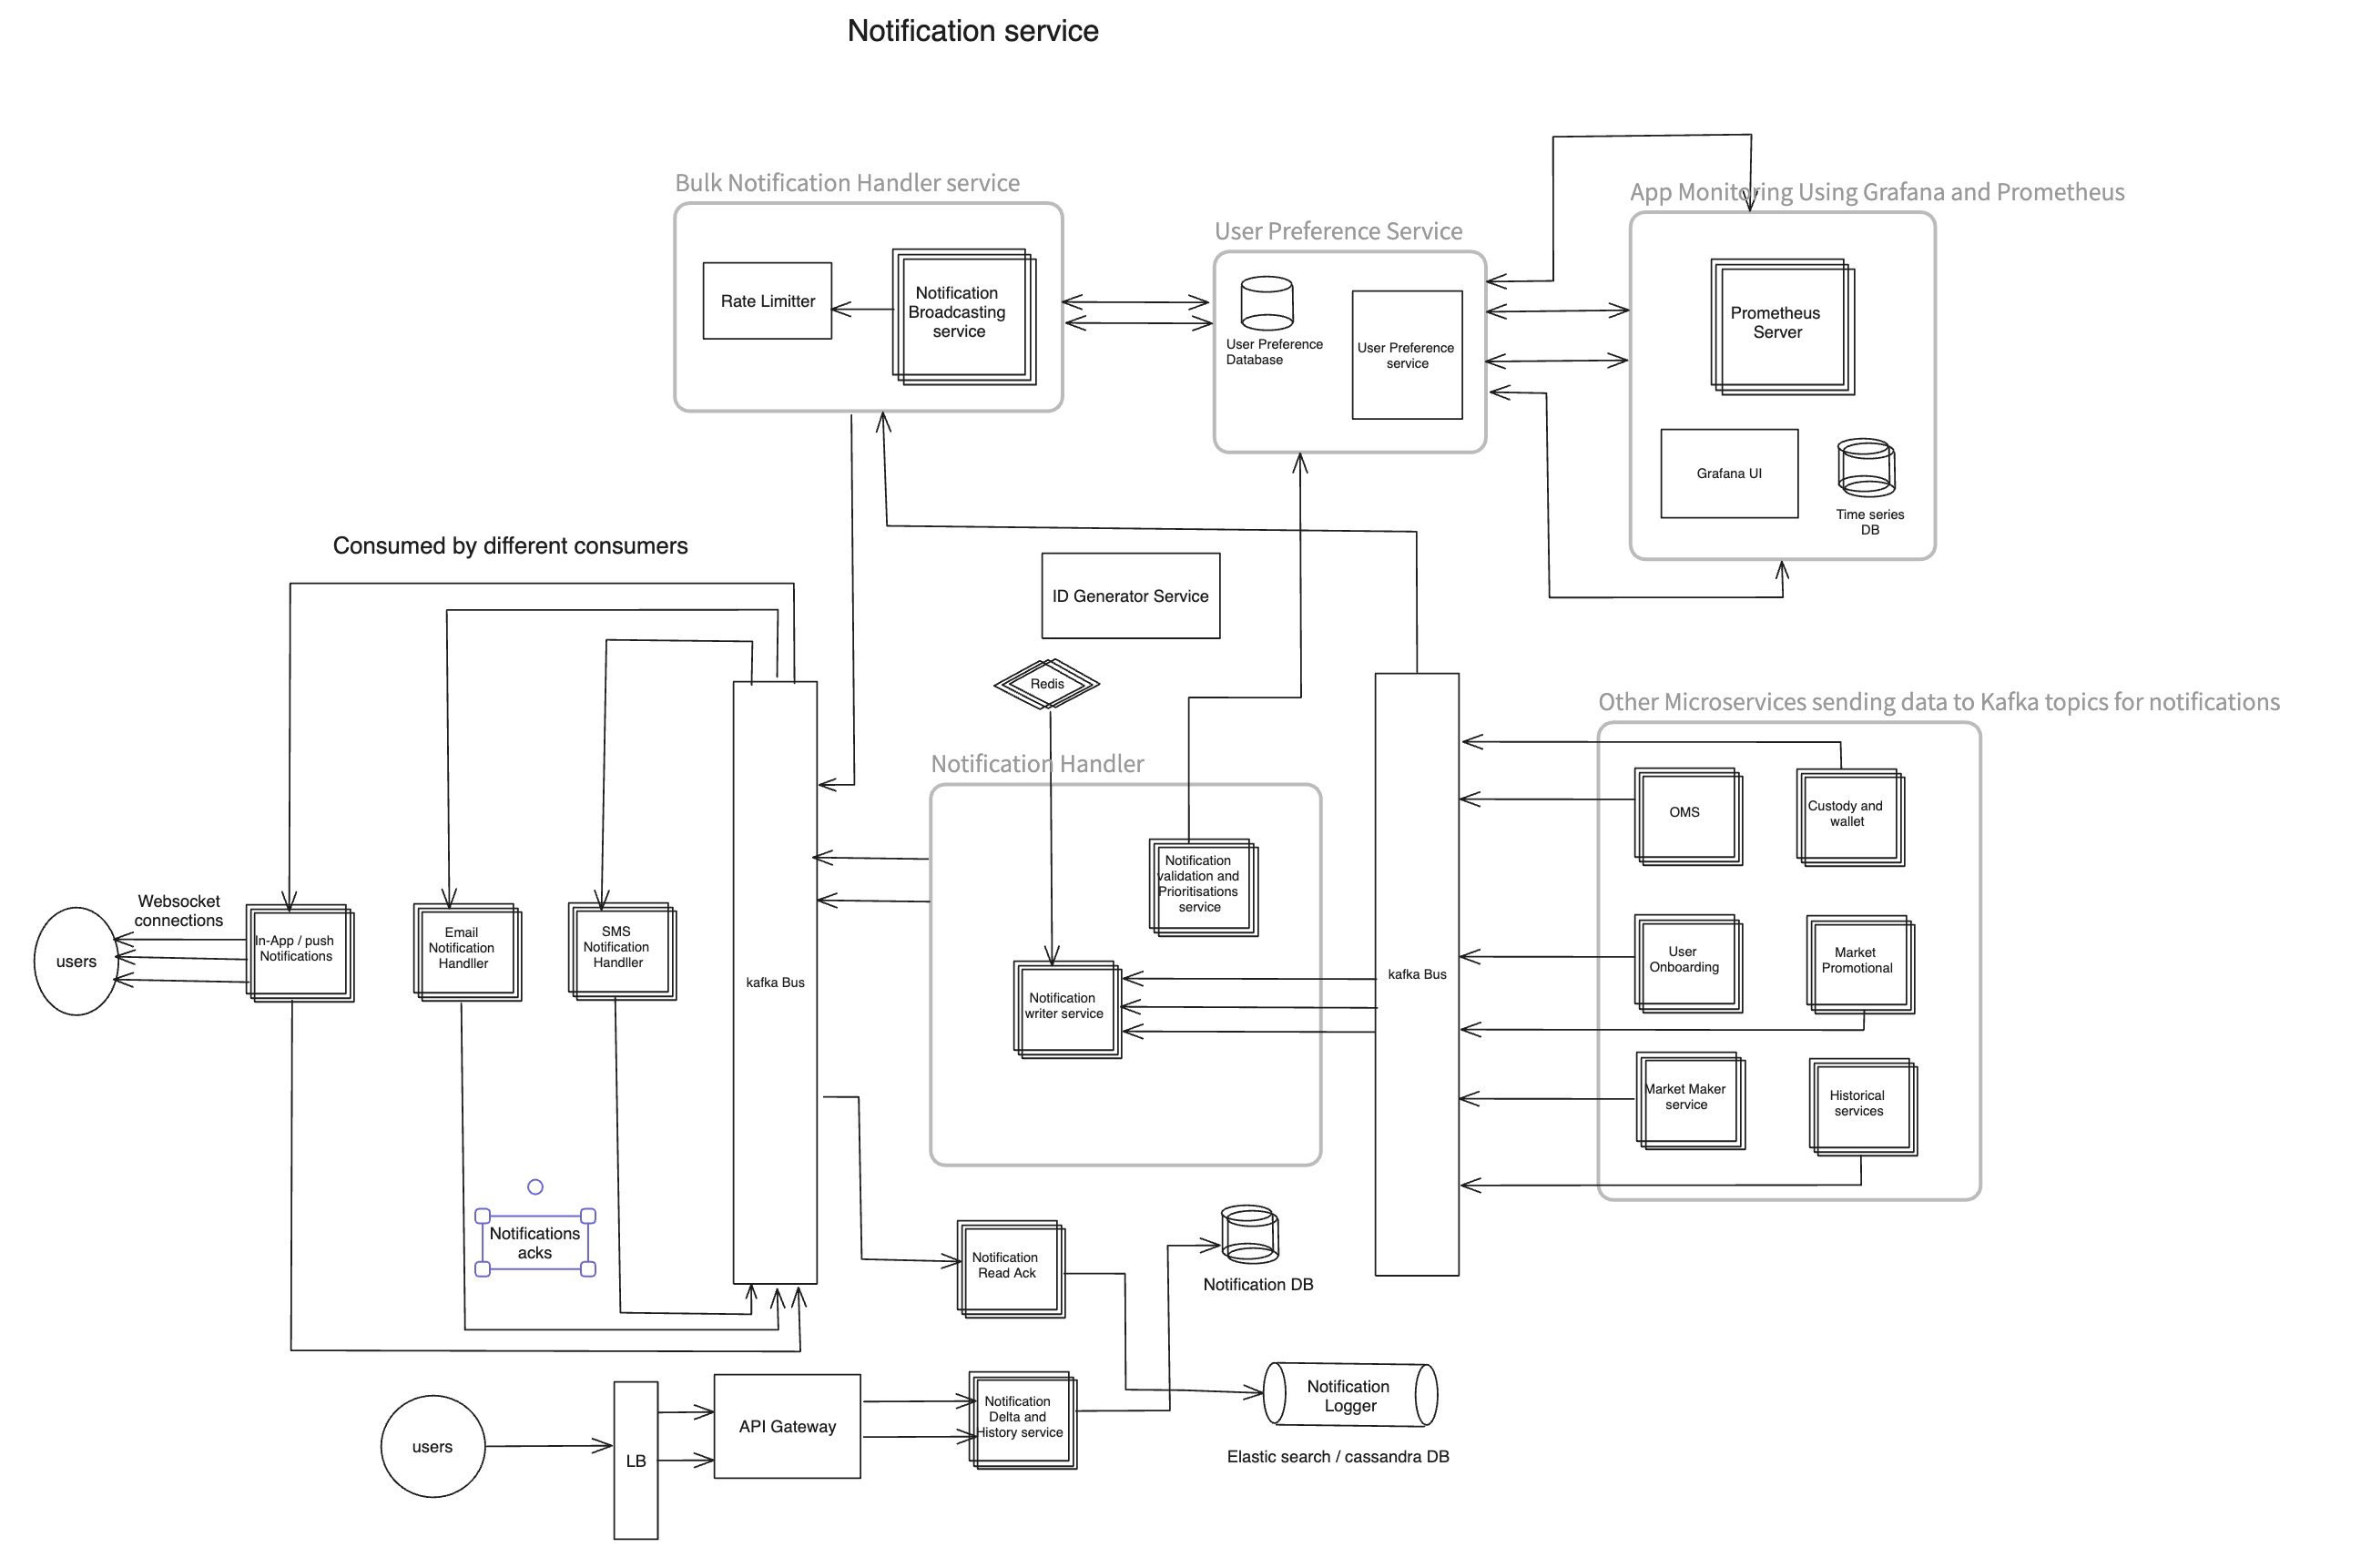 Notification service
Bulk Notification Handler service
Rate Limitter
Notification
Broadcasting
service
User Preference Service
User Preference
Database
User Preference
service
App Monitoring Using Grafana and Prometheus
Prometheus
Server
Grafana UI
Time series
DB
Consumed by different consumers
ID Generator Service
Redis
Notification Handler
Notification
validation and
Prioritisations
service
Notification
writer service
kafka Bus
kafka Bus
Other Microservices sending data to Kafka topics for notifications
OMS
Custody and
wallet
User
Onboarding
Market
Promotional
Market Maker
service
Historical
services
Websocket
connections
users
In-App / push
Notifications
Email
Notification
Handller
SMS
Notification
Handller
Notifications
acks
Notification
Read Ack
Notification DB
users
LB
API Gateway
Notification
Delta and
History service
Notification
Logger
Elastic search / cassandra DB